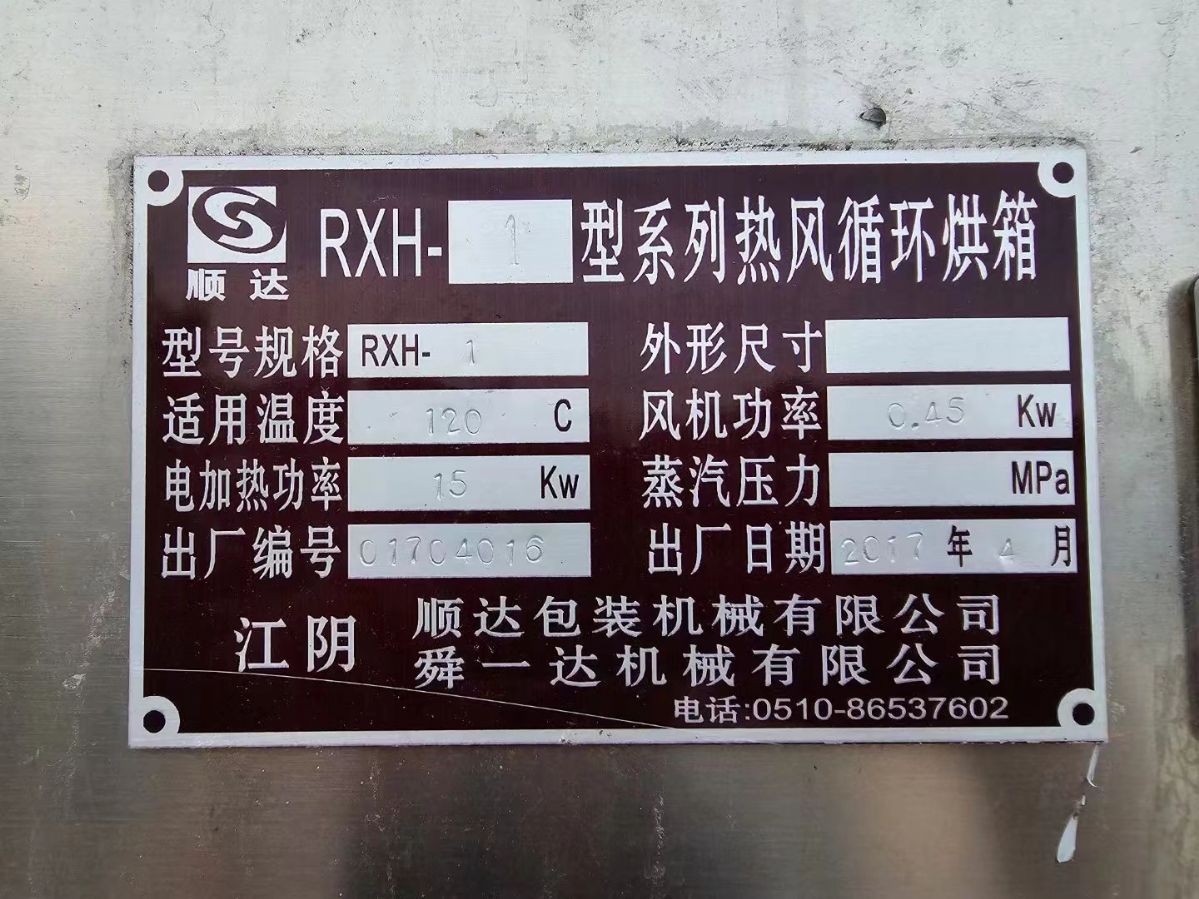 顺达
RXH-1型系列热风循环烘箱
型号规格 RXH- 1
外形尺寸
适用温度 120 C
风机功率 0.45 Kw
电加热功率 15 Kw
蒸汽压力 MPa
出厂编号 01704016
出厂日期 2017 年 4 月
江阴
顺达包装机械有限公司
舜一达机械有限公司
电话:0510-86537602